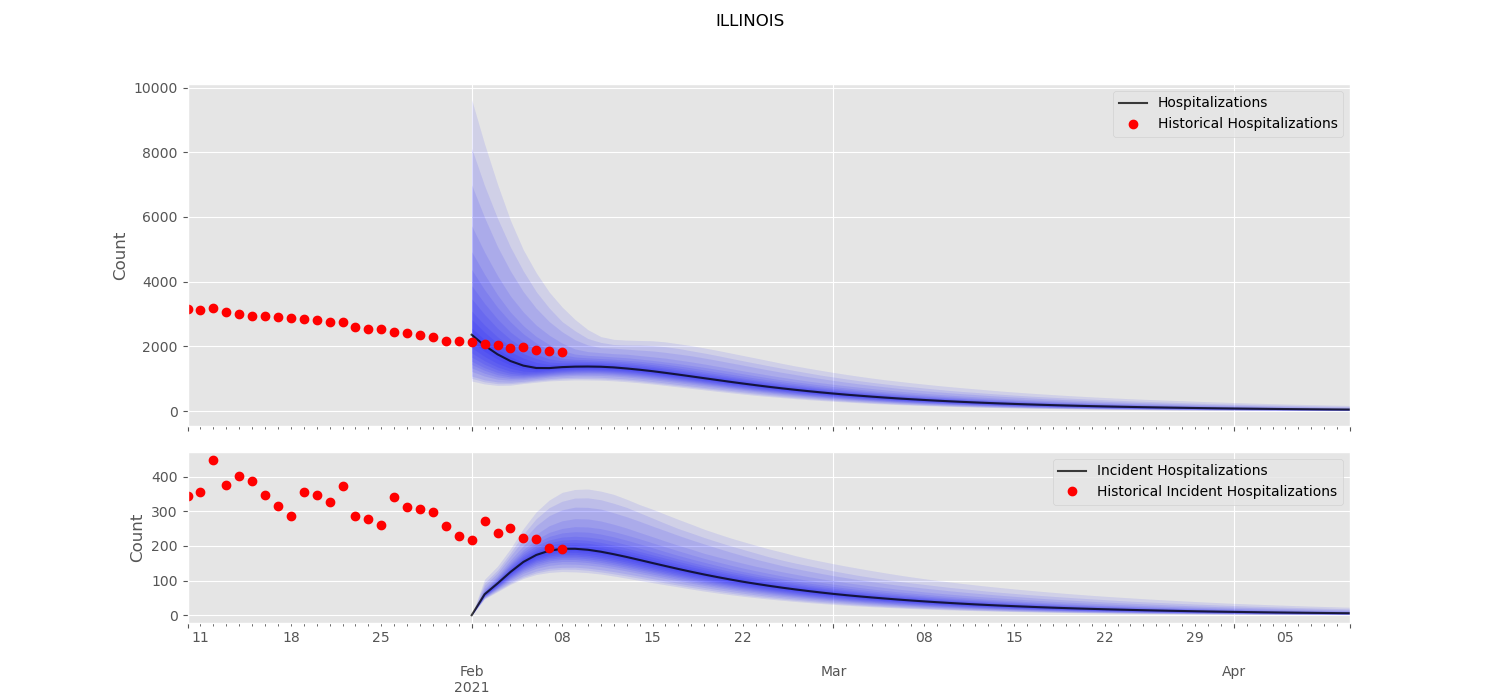 ILLINOIS
10000
8000
6000
4000
2000
0
Count
Hospitalizations
Historical Hospitalizations
400
300
200
100
0
Count
Incident Hospitalizations
Historical Incident Hospitalizations
11 18 25 08 15 22 08 15 22 29 05
Feb Mar Apr
2021